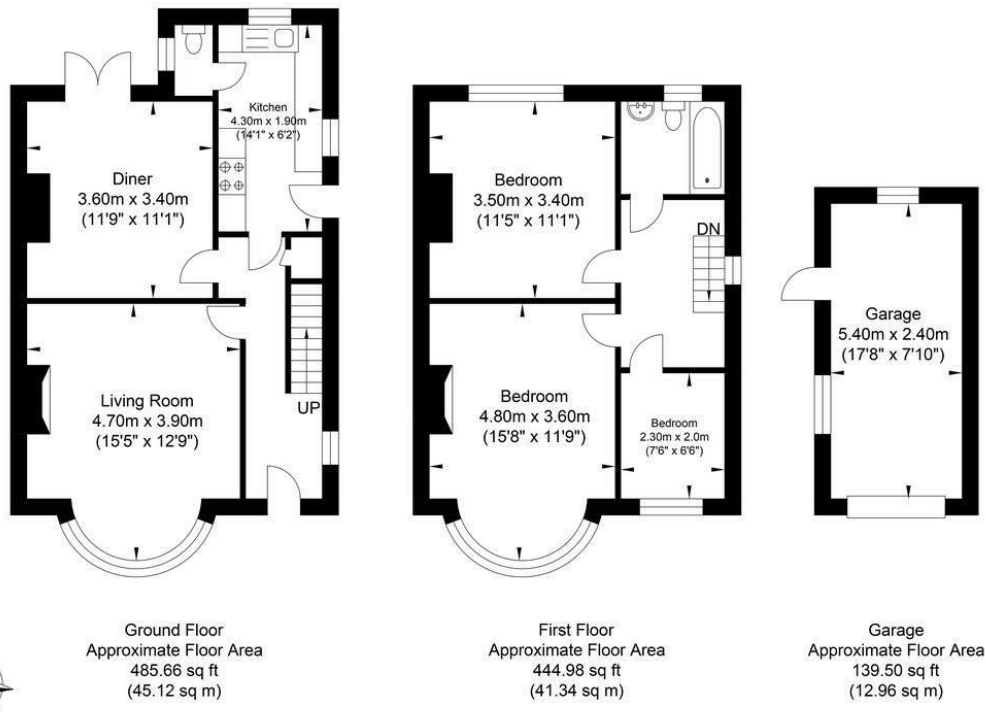 Kitchen
4.30m x 1.90m
(14'1" x 6'2")
Diner
3.60m x 3.40m
(11'9" x 11'1")
Living Room
4.70m x 3.90m
(15'5" x 12'9")
UP
Ground Floor
Approximate Floor Area
485.66 sq ft
(45.12 sq m)
Bedroom
3.50m x 3.40m
(11'5" x 11'1")
DN
Bedroom
4.80m x 3.60m
(15'8" x 11'9")
Bedroom
2.30m x 2.0m
(7'6" x 6'6")
First Floor
Approximate Floor Area
444.98 sq ft
(41.34 sq m)
Garage
5.40m x 2.40m
(17'8" x 7'10")
Garage
Approximate Floor Area
139.50 sq ft
(12.96 sq m)